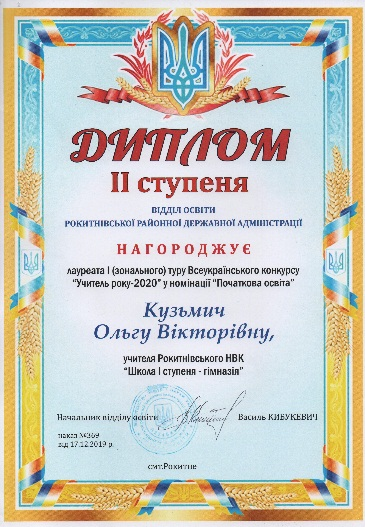 ДИПЛОМ
ІІ ступеня
ВІДДІЛ ОСВІТИ
РОКИТНІВСЬКОЇ РАЙОННОЇ ДЕРЖАВНОЇ АДМІНІСТРАЦІЇ
НАГОРОДЖУЄ
лауреата І (зонального) туру Всеукраїнського конкурсу
“Учитель року-2020” у номінації “Початкова освіта”
Кузьмич
Ольгу Вікторівну,
учителя Рокитнівського НВК
“Школа І ступеня - гімназія”
Начальник відділу освіти Василь КИБУКЕВИЧ
наказ №369
від 17.12.2019 р.
смт.Рокитне